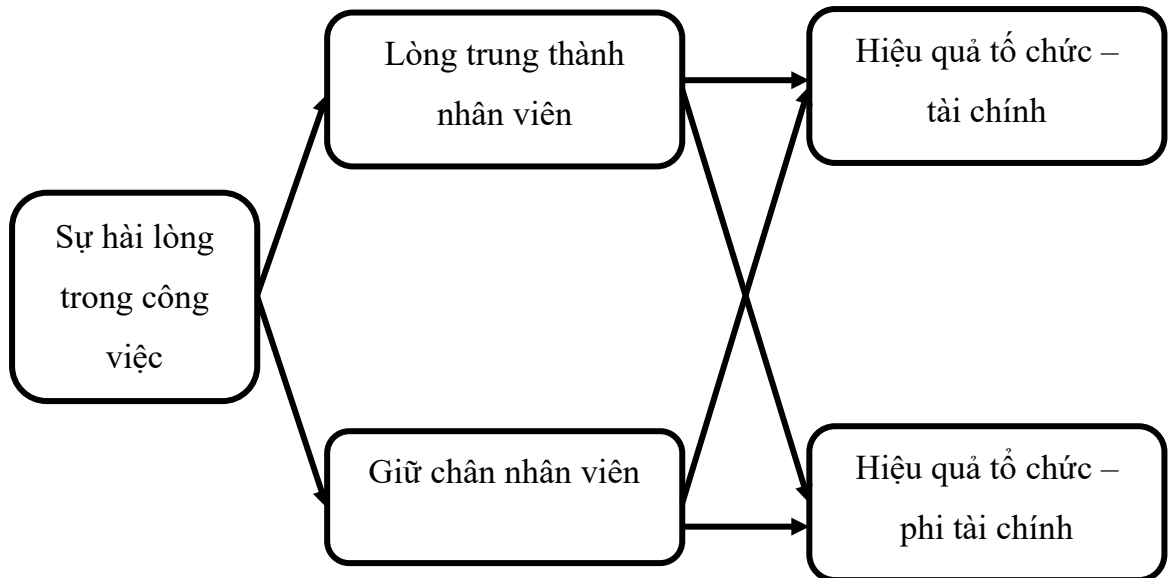 Lòng trung thành
nhân viên
Hiệu quả tố chức –
tài chính
Sự hài lòng
trong công
việc
Giữ chân nhân viên
Hiệu quả tổ chức –
phi tài chính